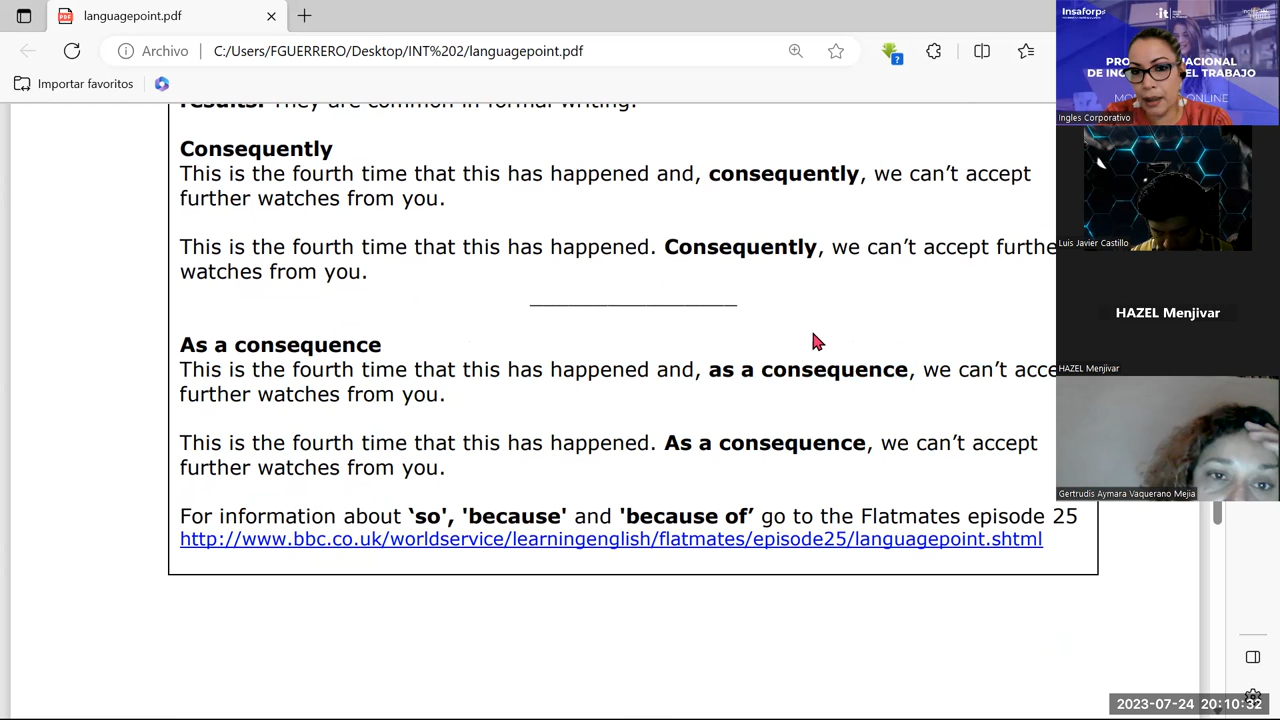 languagepoint.pdf
Archivo
C:/Users/FGUERRERO/Desktop/INT%202/languagepoint.pdf
Importar favoritos
results. They are common in formal writing.
Consequently
This is the fourth time that this has happened and, consequently, we can't accept
further watches from you.
This is the fourth time that this has happened. Consequently, we can't accept furthe
watches from you.
As a consequence
This is the fourth time that this has happened and, as a consequence, we can't acce
further watches from you.
This is the fourth time that this has happened. As a consequence, we can't accept
further watches from you.
For information about 'so', 'because' and 'because of' go to the Flatmates episode 25
http://www.bbc.co.uk/worldservice/learningenglish/flatmates/episode25/languagepoint.shtml
Insaforp
Ingles Corporativo
Luis Javier Castillo
HAZEL Menjivar
HAZEL Menjivar
Gertrudis Aymara Vaquerano Mejia
2023-07-24 20:10:32